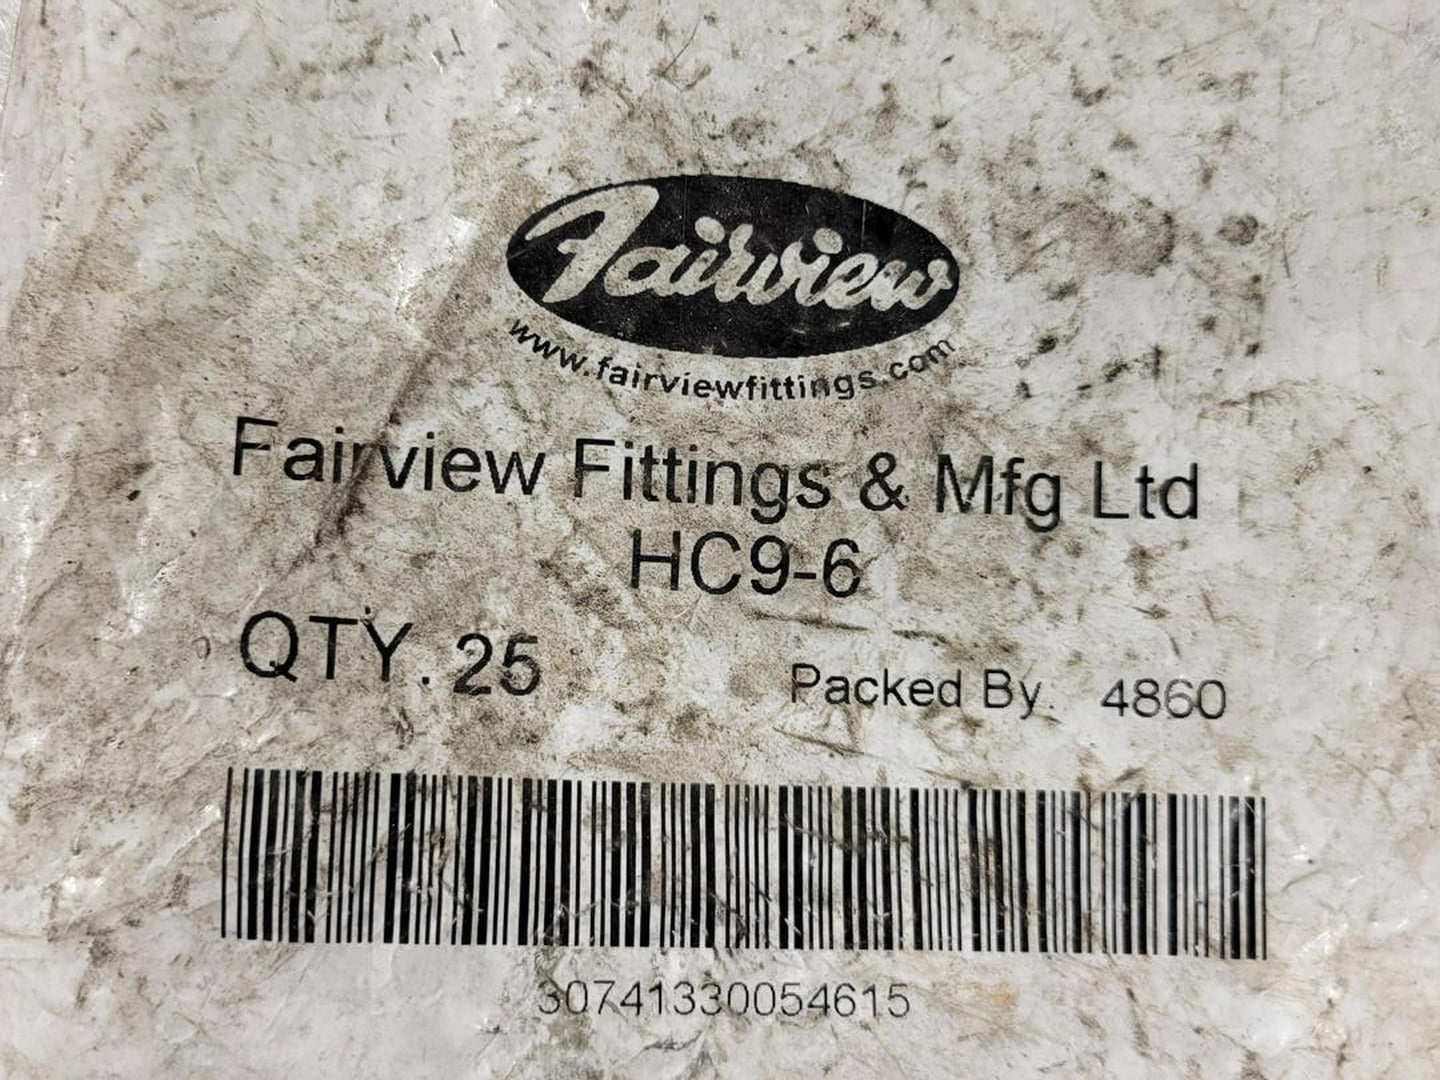 Fairview
www.fairviewfittings.com
Fairview Fittings & Mfg Ltd
HC9-6
QTY. 25 Packed By. 4860
30741330054615